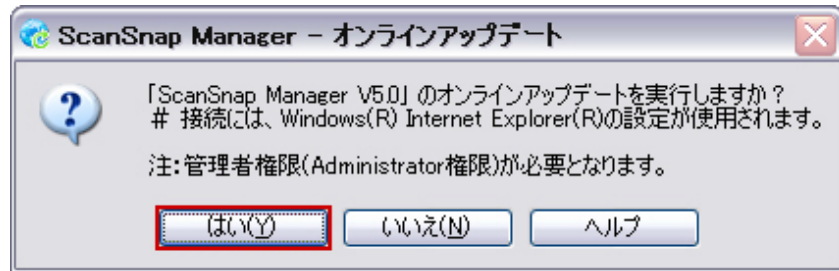 ScanSnap Manager - オンラインアップデート
「ScanSnap Manager V5.0」のオンラインアップデートを実行しますか?
# 接続には、Windows(R) Internet Explorer(R)の設定が使用されます。
注:管理者権限(Administrator権限)が必要となります。
はい(Y) いいえ(N) ヘルプ